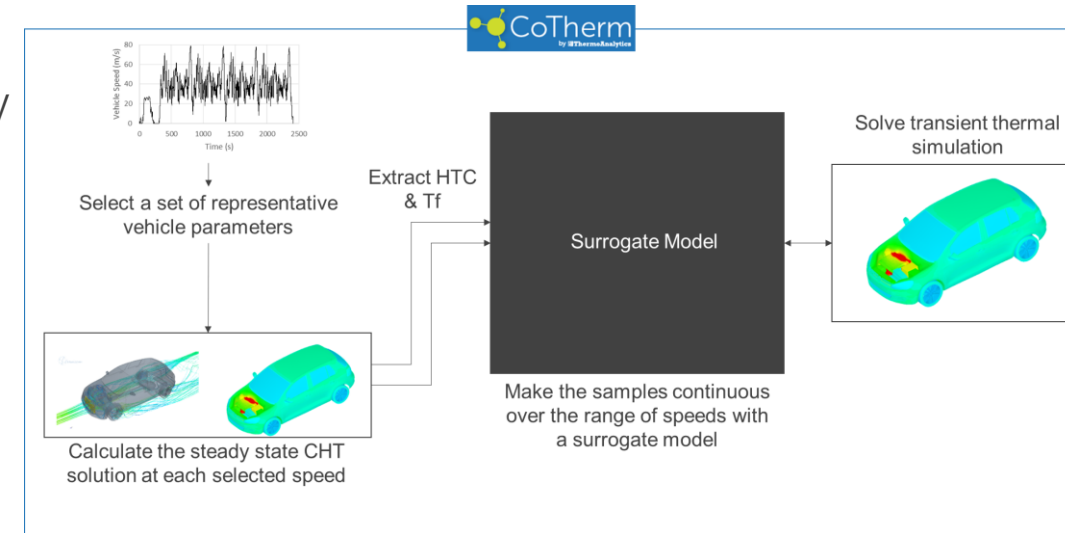 CoTherm
by ThermoAnalytics
Vehicle Speed (m/s)
80
60
40
20
0
0 500 1000 1500 2000 2500
Time (s)
Select a set of representative
vehicle parameters
Calculate the steady state CHT
solution at each selected speed
Extract HTC
& Tf
Surrogate Model
Make the samples continuous
over the range of speeds with
a surrogate model
Solve transient thermal
simulation